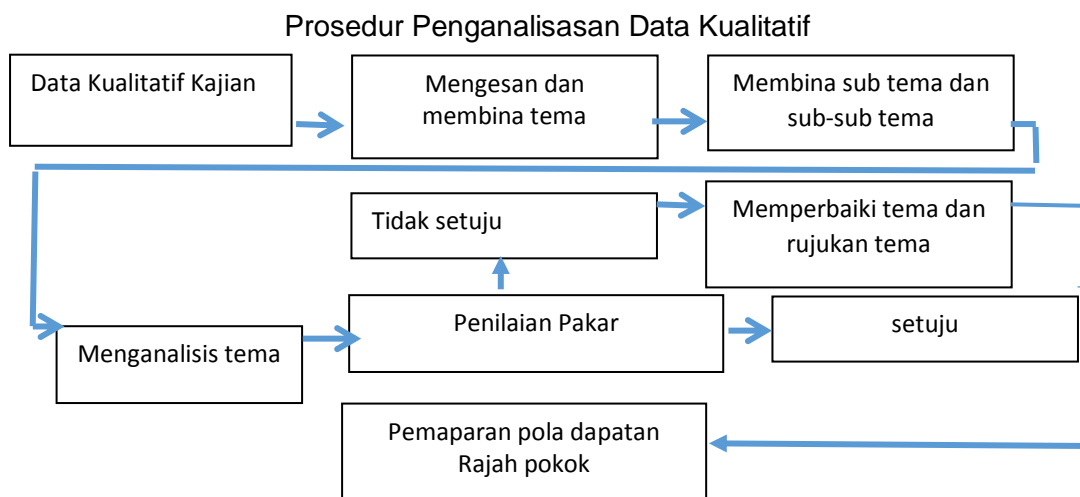 Prosedur Penganalisasan Data Kualitatif
Data Kualitatif Kajian
Mengesan dan
membina tema
Membina sub tema dan
sub-sub tema
Tidak setuju
Memperbaiki tema dan
rujukan tema
Menganalisis tema
Penilaian Pakar
setuju
Pemaparan pola dapatan
Rajah pokok